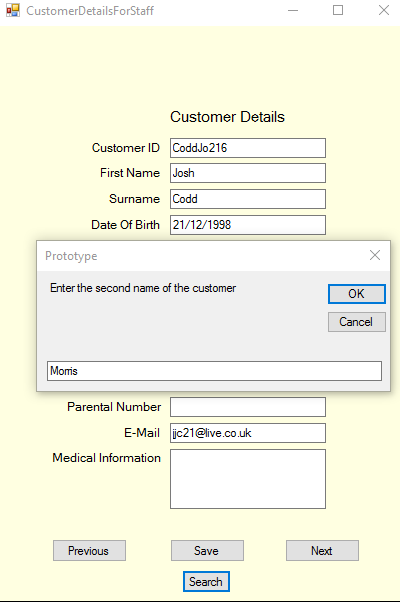 CustomerDetailsForStaff
Customer Details
Customer ID CoddJo216
First Name Josh
Surname Codd
Date Of Birth 21/12/1998
Prototype
Enter the second name of the customer
OK
Cancel
Morris
Parental Number
E-Mail jjc21@live.co.uk
Medical Information
Previous Save Next
Search